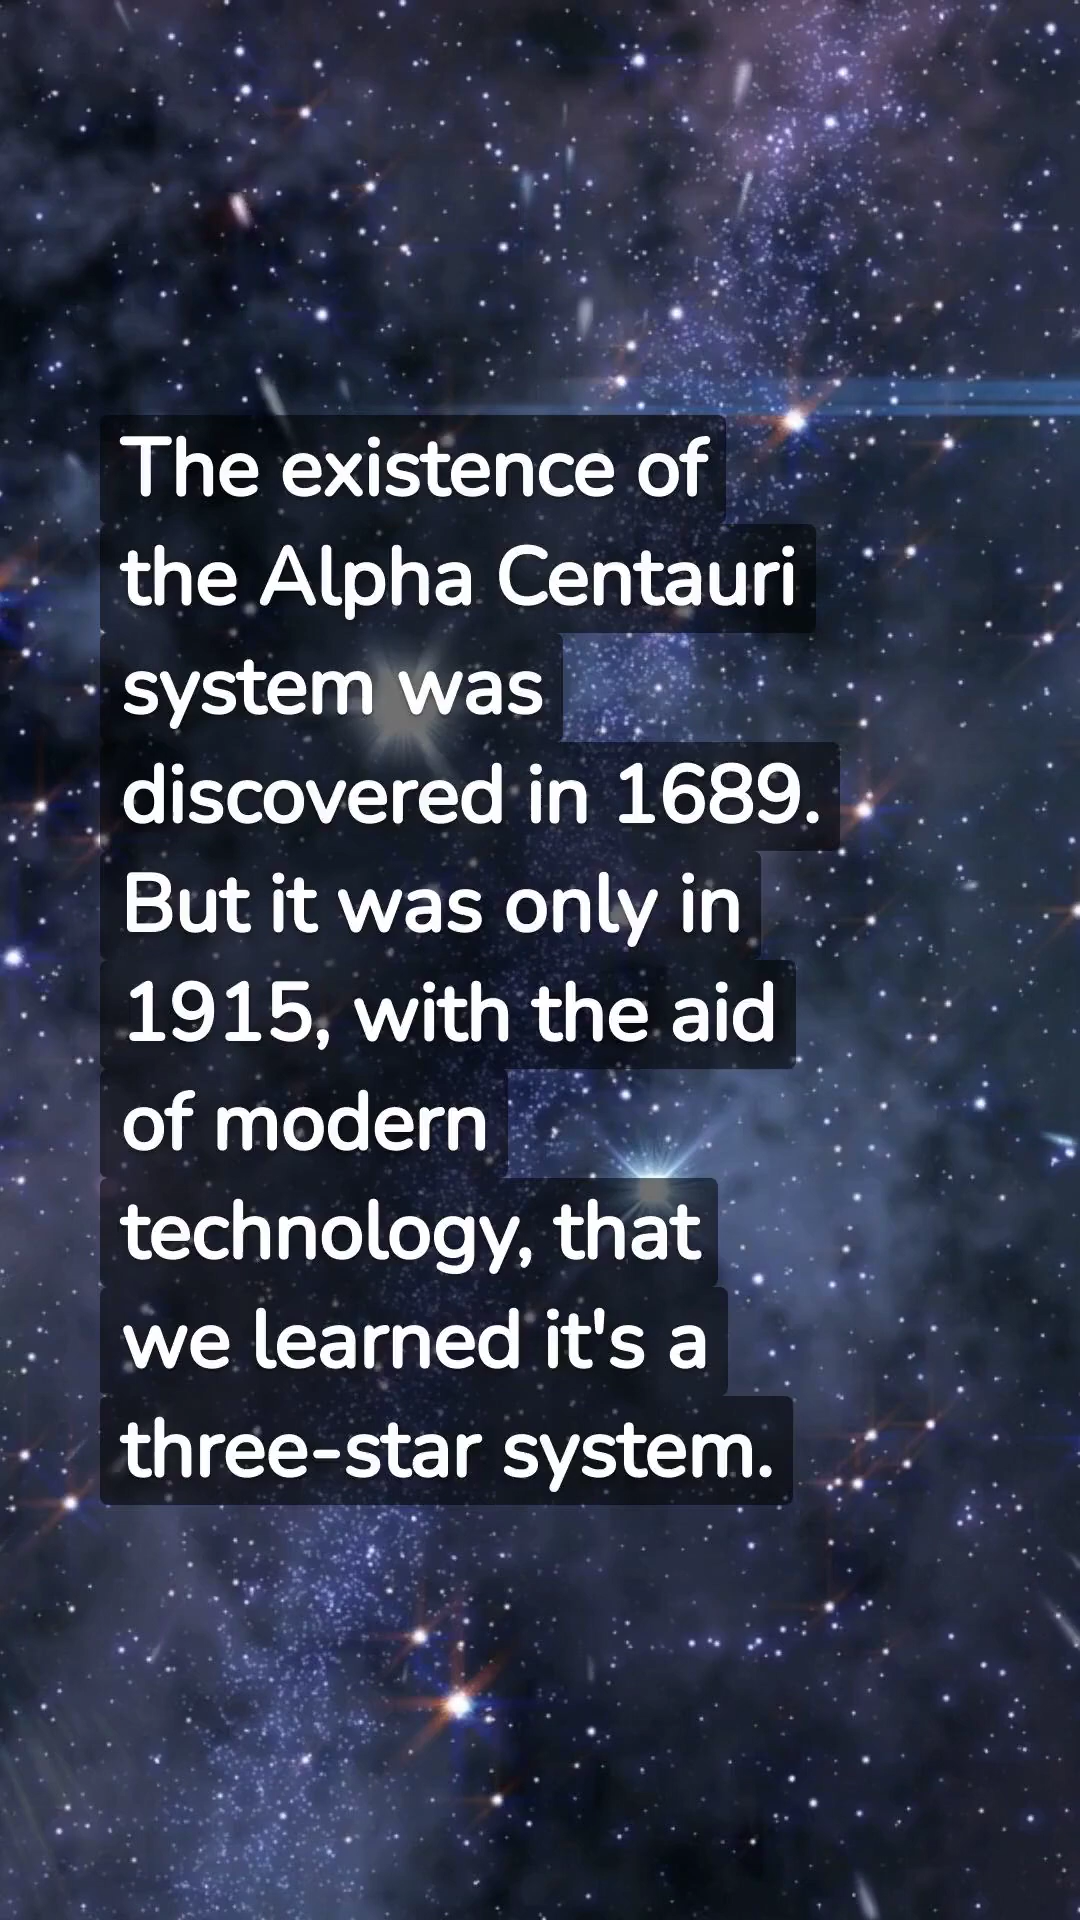 The existence of
the Alpha Centauri
system was
discovered in 1689.
But it was only in
1915, with the aid
of modern
technology, that
we learned it's a
three-star system.